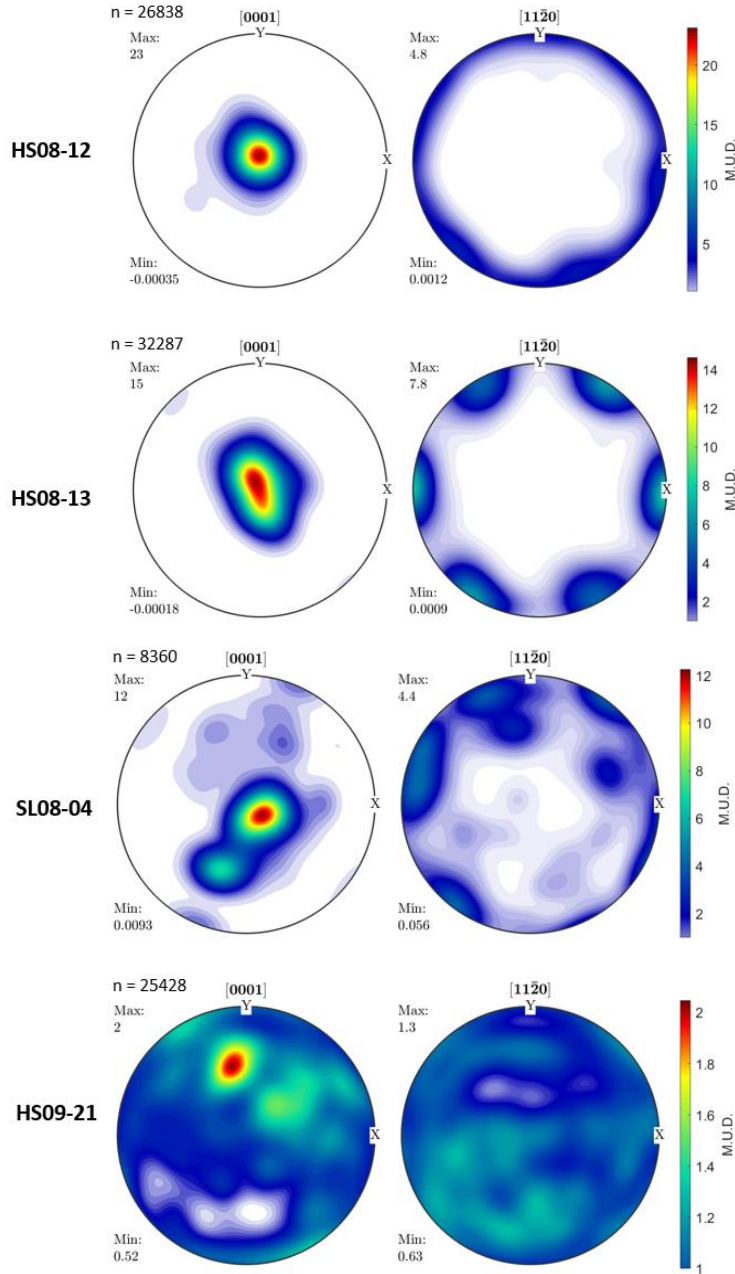 n = 26838
[0001]
[112̄0]
Max:
23
Y
Max:
4.8
Y
HS08-12
X
X
20
15
10
5
M.U.D.
Min:
-0.00035
Min:
0.0012
n = 32287
[0001]
[112̄0]
Max:
15
Y
Max:
7.8
Y
HS08-13
X
X
14
12
10
8
6
4
2
M.U.D.
Min:
-0.00018
Min:
0.0009
n = 8360
[0001]
[112̄0]
Max:
12
Y
Max:
4.4
Y
SL08-04
X
X
12
10
8
6
4
2
M.U.D.
Min:
0.0093
Min:
0.056
n = 25428
[0001]
[112̄0]
Max:
2
Y
Max:
1.3
Y
HS09-21
X
X
2
1.8
1.6
1.4
1.2
1
M.U.D.
Min:
0.52
Min:
0.63